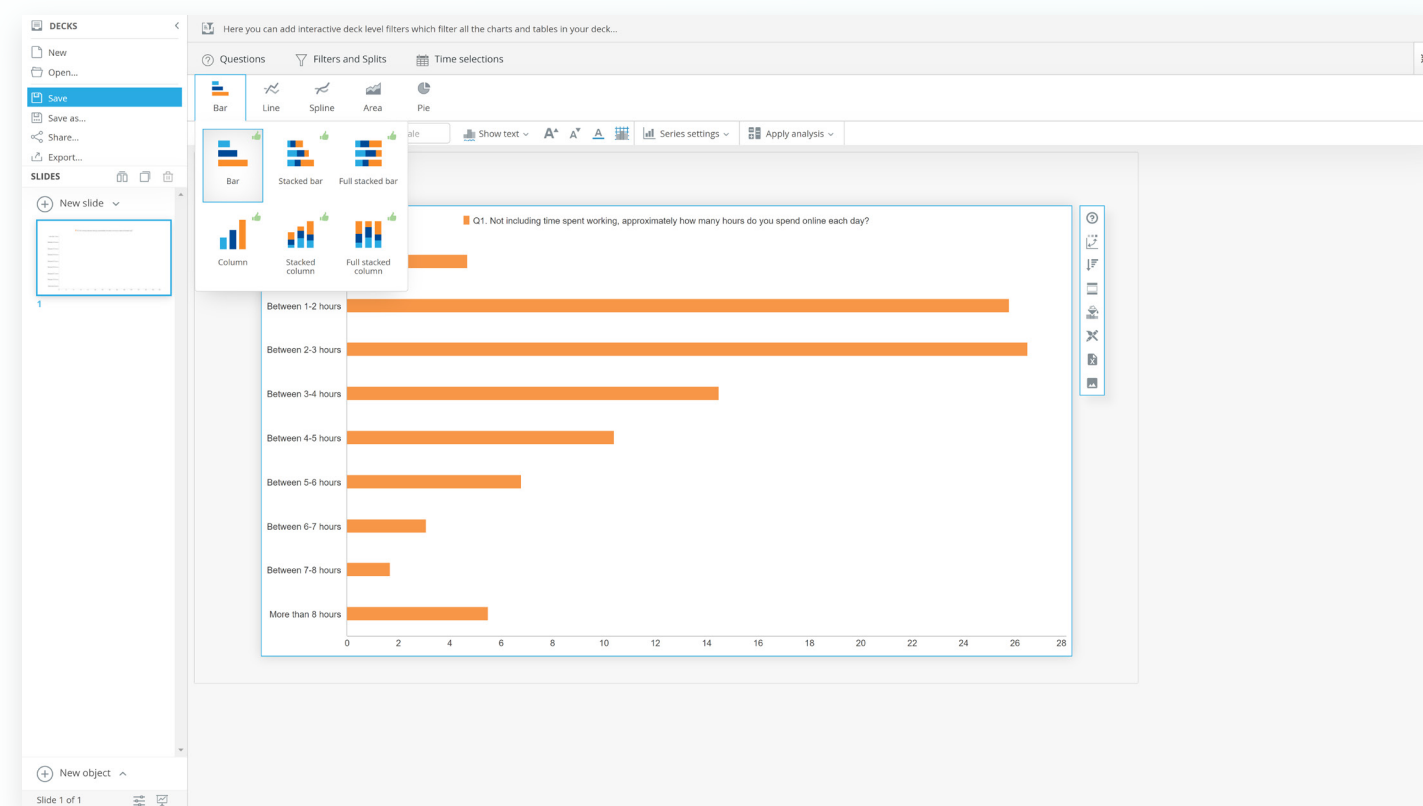 DECKS
Here you can add interactive deck level filters which filter all the charts and tables in your deck...
New
Open...
Save
Save as...
Share...
Export...
Questions
Filters and Splits
Time selections
Bar
Line
Spline
Area
Pie
ale
Show text
A
A
A
Series settings
Apply analysis
Bar
Stacked bar
Full stacked bar
Column
Stacked
column
Full stacked
column
SLIDES
New slide
1
Q1. Not including time spent working, approximately how many hours do you spend online each day?
Between 1-2 hours
Between 2-3 hours
Between 3-4 hours
Between 4-5 hours
Between 5-6 hours
Between 6-7 hours
Between 7-8 hours
More than 8 hours
0 2 4 6 8 10 12 14 16 18 20 22 24 26 28
New object
Slide 1 of 1